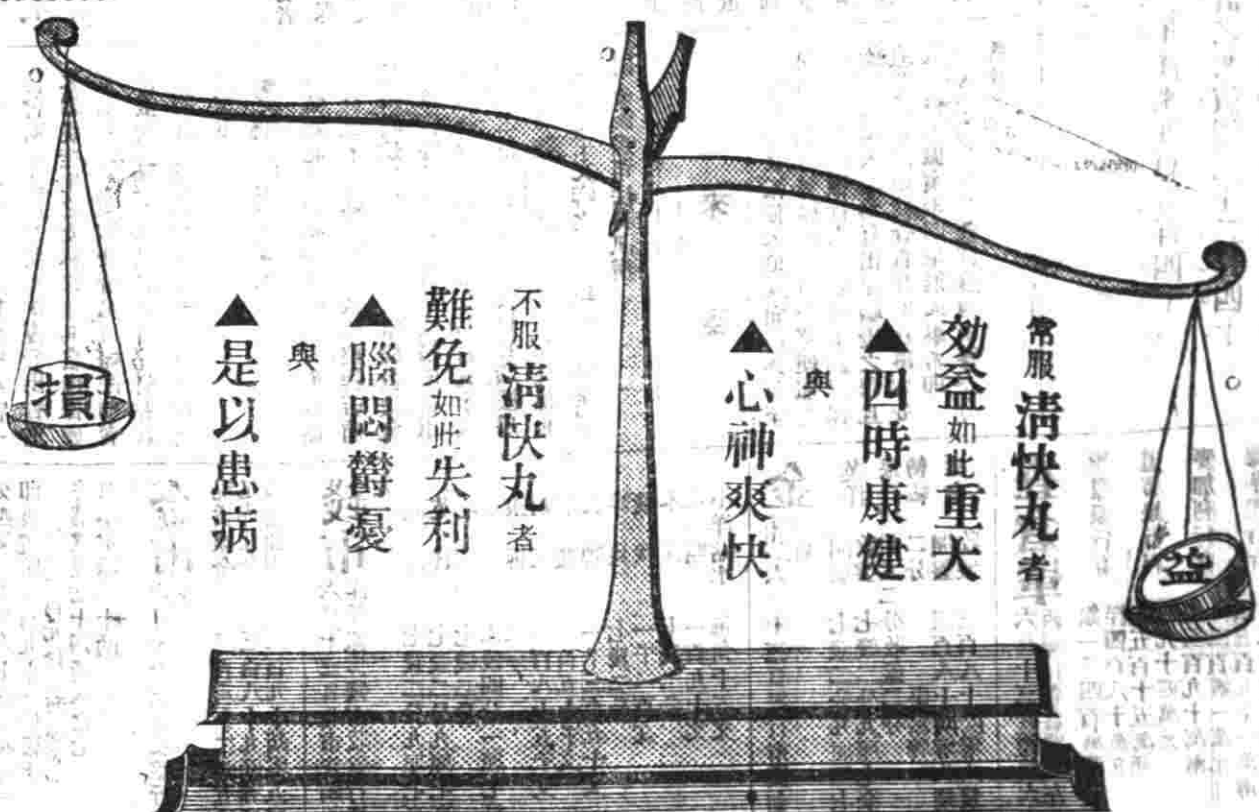 常服清快丸者
効益如此重大
▲四時康健
與
▲心神爽快
不服清快丸者
難免如此失利
▲腦悶欝憂
與
▲是以患病
益
損